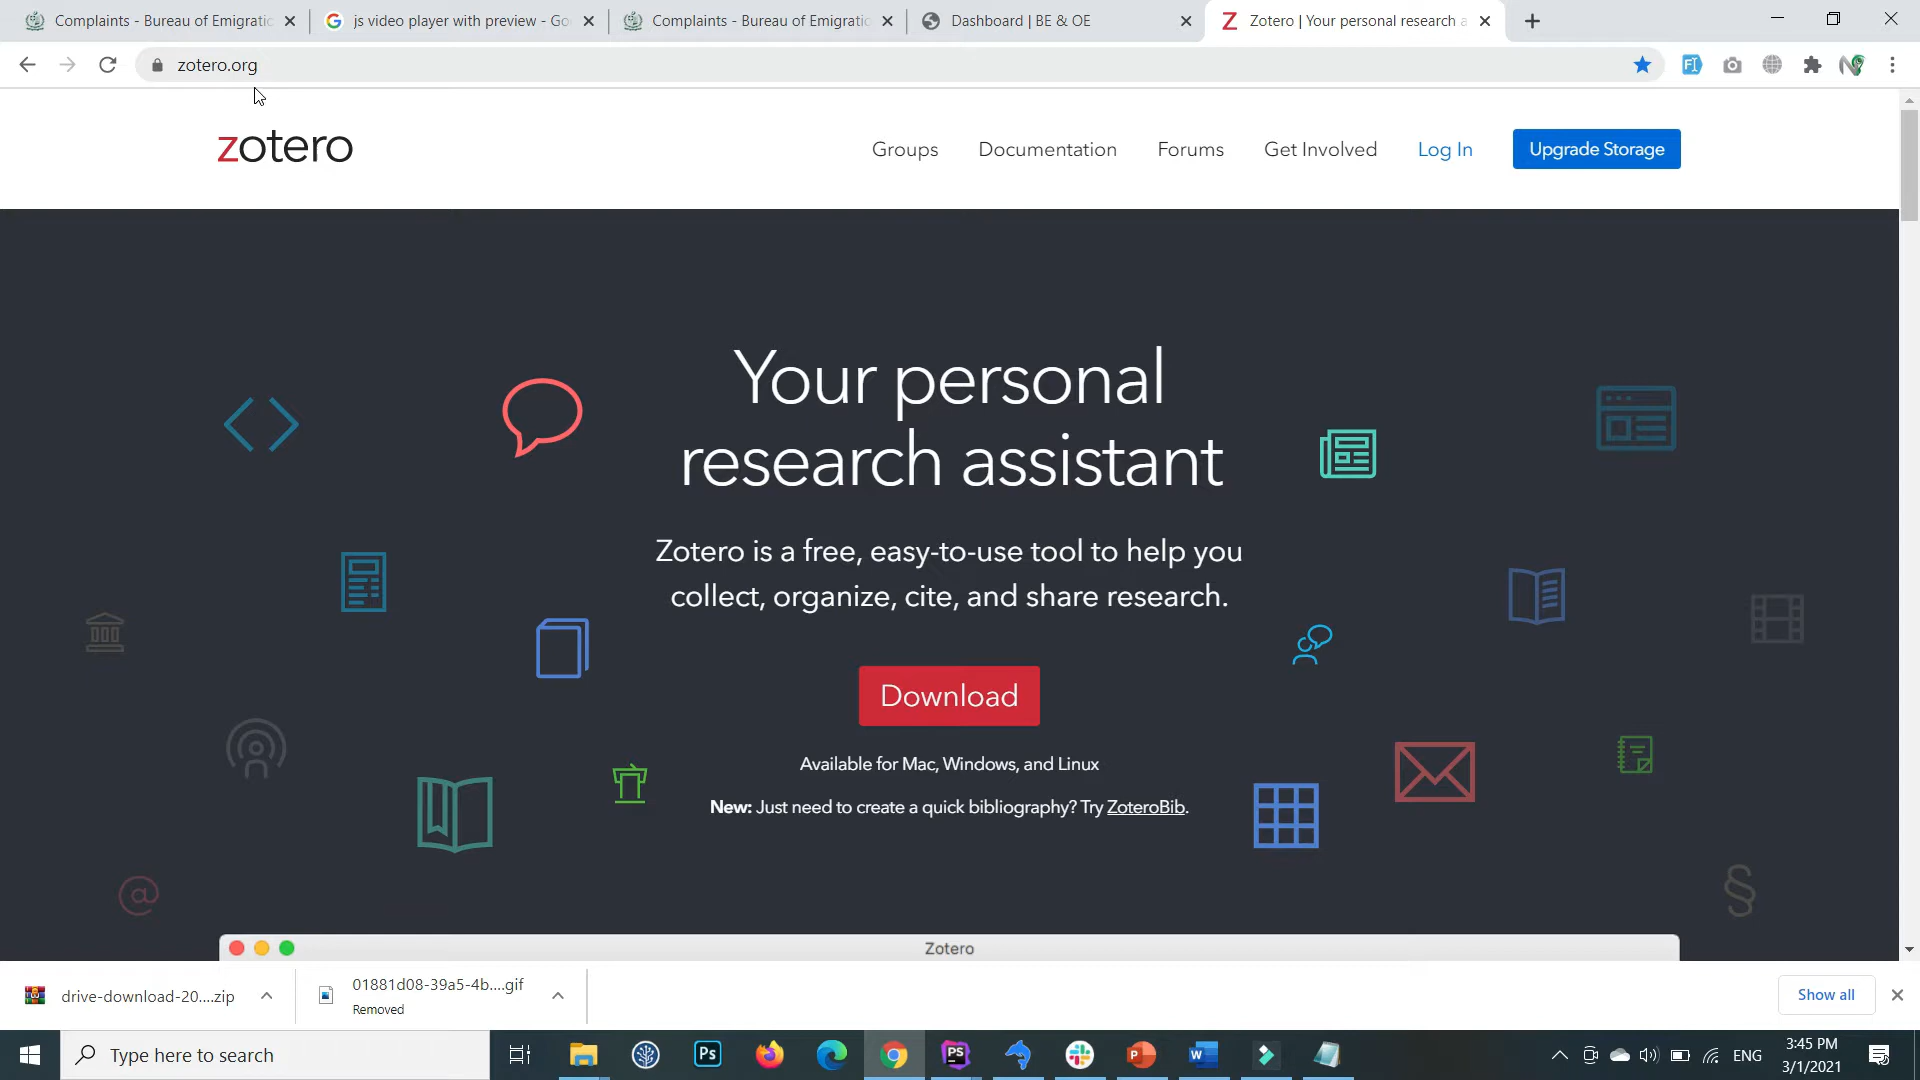 Complaints - Bureau of Emigratic
js video player with preview - Go
Complaints - Bureau of Emigratio
Dashboard | BE & OE
Zotero | Your personal research a
zotero.org
zotero
Groups
Documentation
Forums
Get Involved
Log In
Upgrade Storage
Your personal
research assistant
Zotero is a free, easy-to-use tool to help you
collect, organize, cite, and share research.
Download
Available for Mac, Windows, and Linux
New: Just need to create a quick bibliography? Try ZoteroBib.
Zotero
drive-download-20....zip
01881d08-39a5-4b....gif
Removed
Show all
Type here to search
ENG
3:45 PM
3/1/2021